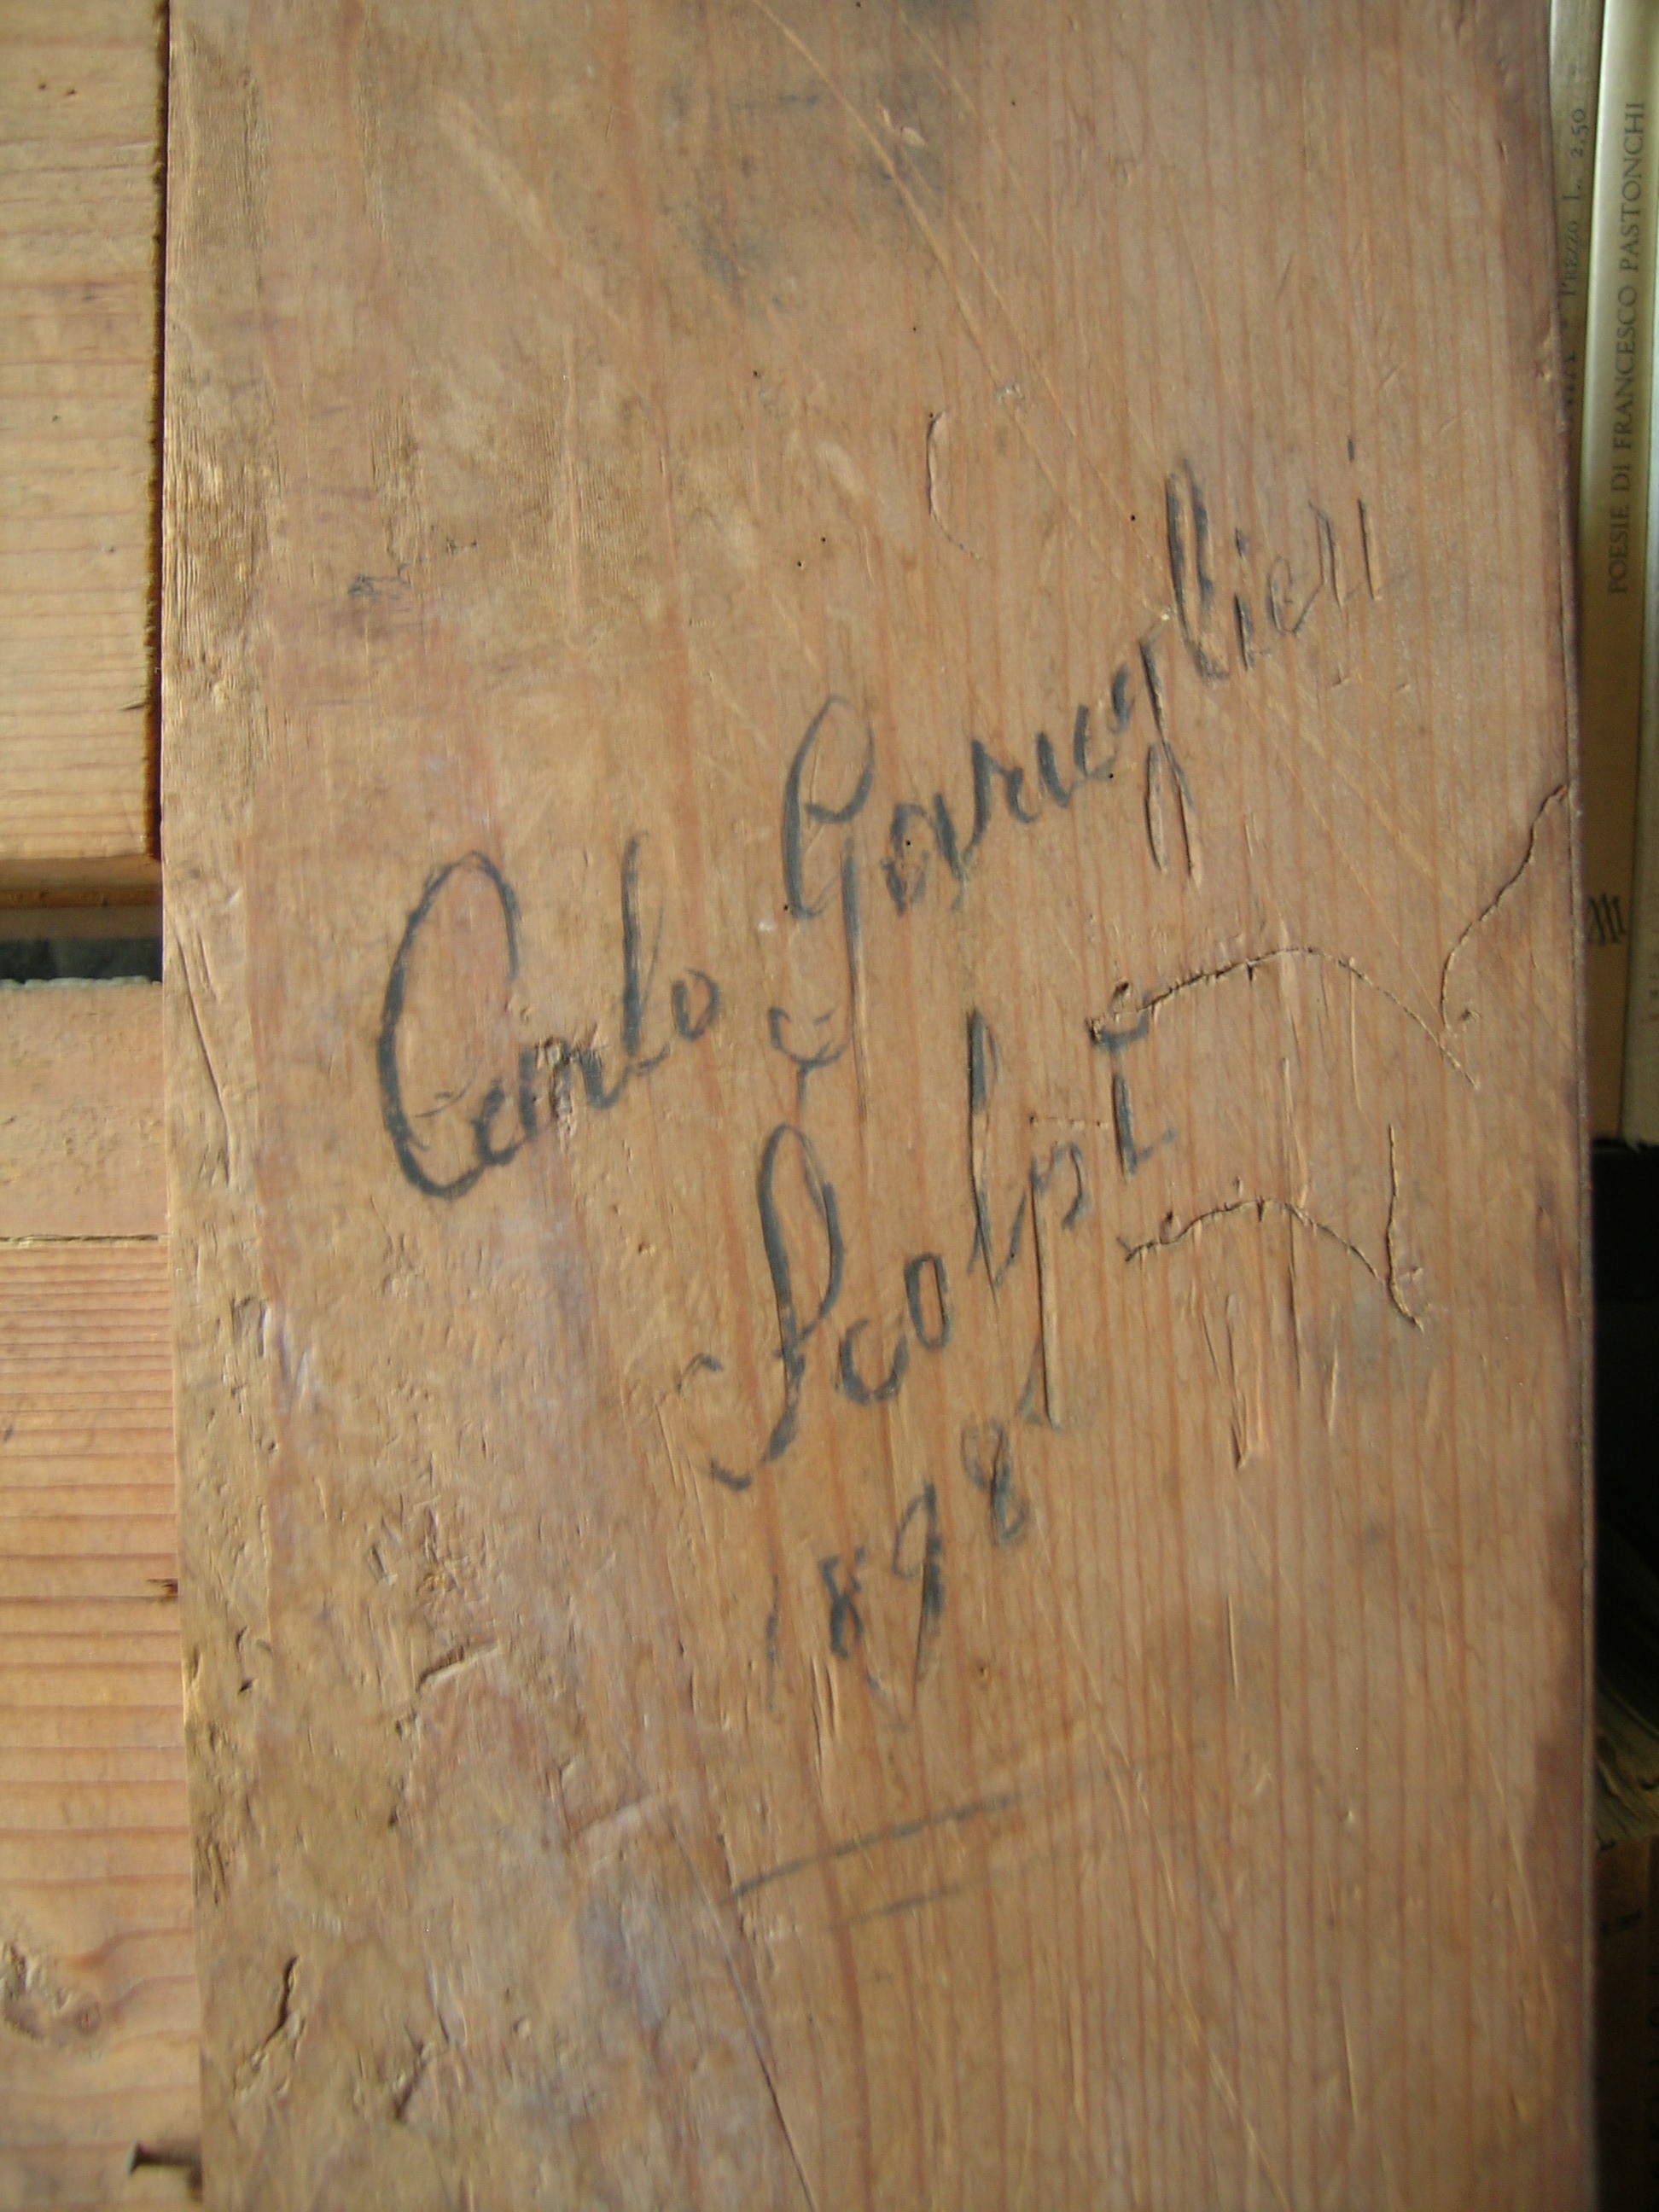 Carlo Garuglieri
Scolpì
1898
PREZZO L. 2,50
POESIE DI FRANCESCO PASTONCHI